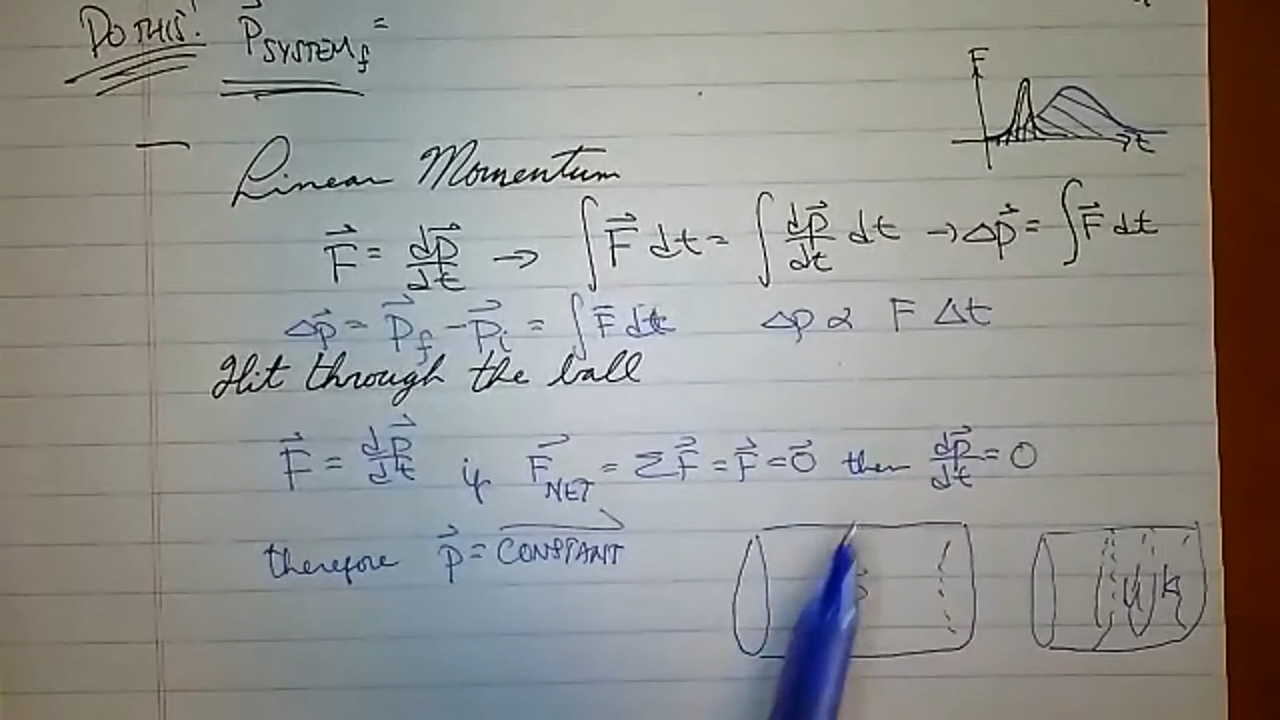 DO THIS! P⃗ SYSTEM f =
F
t
Linear Momentum
F⃗ = dp⃗/dt → ∫F⃗ dt = ∫ dp⃗/dt dt → Δp⃗ = ∫F⃗ dt
Δp⃗ = P⃗f - P⃗i = ∫F⃗ dt Δp ∝ F Δt
Hit through the ball
F⃗ = dp⃗/dt if F⃗NET = ΣF⃗ = F⃗ = 0⃗ then dp⃗/dt = 0
therefore p⃗ = CONSTANT
U K